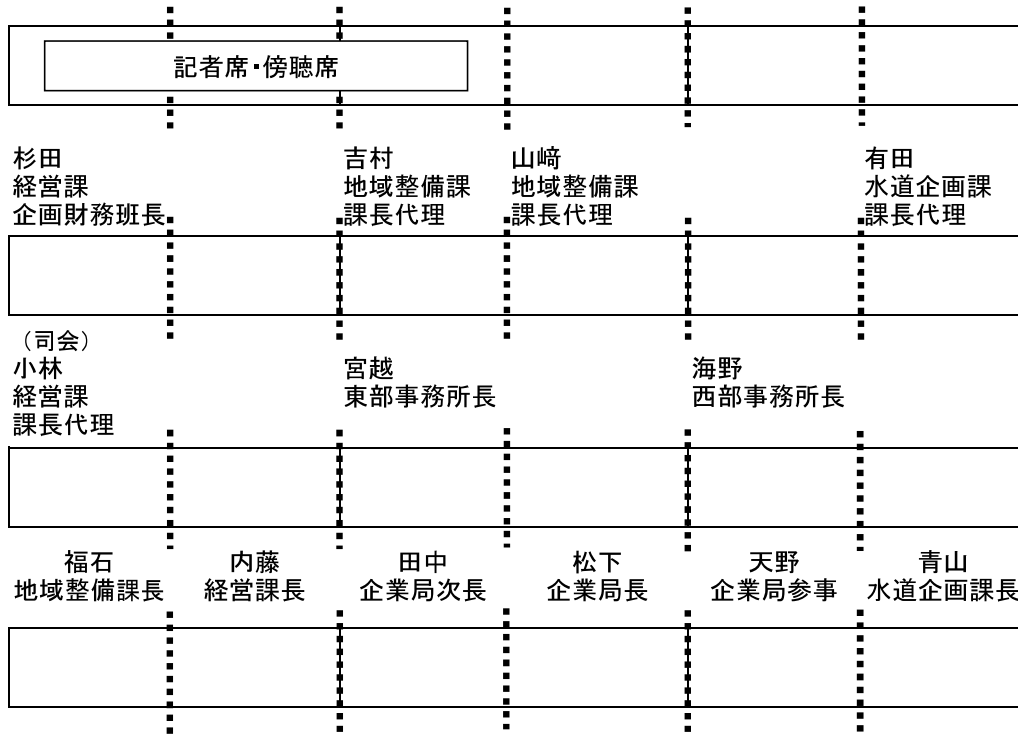 記者席・傍聴席
杉田
経営課
企画財務班長
吉村
地域整備課
課長代理
山﨑
地域整備課
課長代理
有田
水道企画課
課長代理
（司会）
小林
経営課
課長代理
宮越
東部事務所長
海野
西部事務所長
福石
地域整備課長
内藤
経営課長
田中
企業局次長
松下
企業局長
天野
企業局参事
青山
水道企画課長